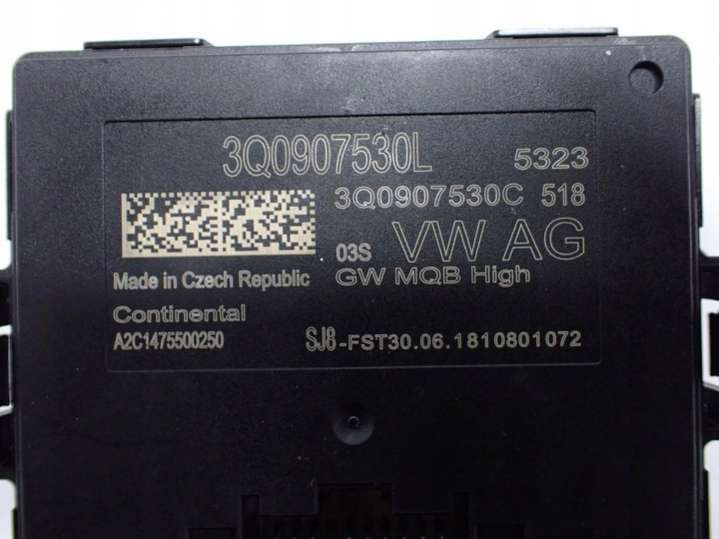 3Q0907530L 5323
3Q0907530C 518
03S VW AG
Made in Czech Republic GW MQB High
Continental
A2C1475500250 SJ8-FST30.06.1810801072
03